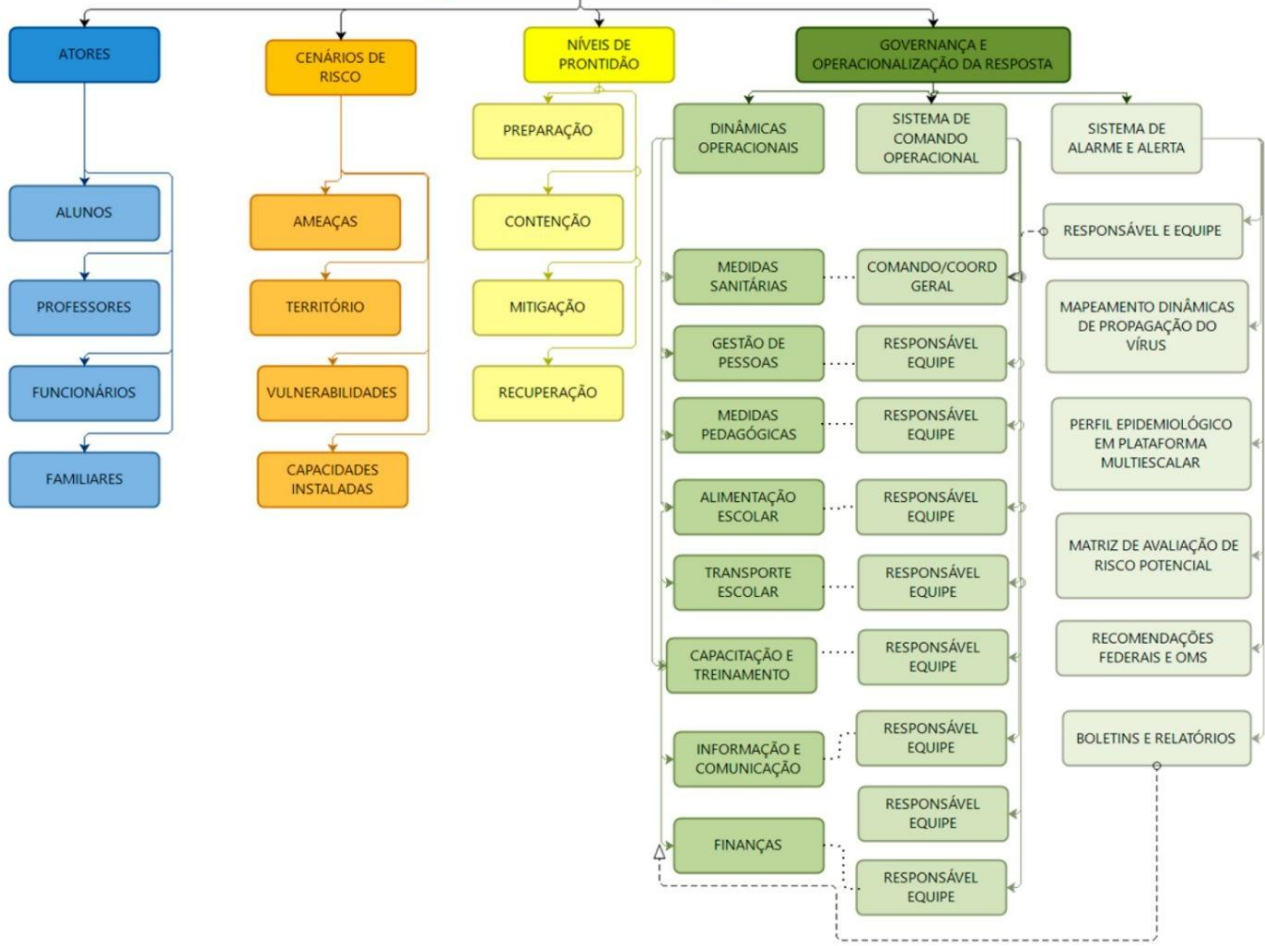 ATORES
ALUNOS
PROFESSORES
FUNCIONÁRIOS
FAMILIARES
CENÁRIOS DE
RISCO
AMEAÇAS
TERRITÓRIO
VULNERABILIDADES
CAPACIDADES
INSTALADAS
NÍVEIS DE
PRONTIDÃO
PREPARAÇÃO
CONTENÇÃO
MITIGAÇÃO
RECUPERAÇÃO
GOVERNANÇA E
OPERACIONALIZAÇÃO DA RESPOSTA
DINÂMICAS
OPERACIONAIS
MEDIDAS
SANITÁRIAS
GESTÃO DE
PESSOAS
MEDIDAS
PEDAGÓGICAS
ALIMENTAÇÃO
ESCOLAR
TRANSPORTE
ESCOLAR
CAPACITAÇÃO E
TREINAMENTO
INFORMAÇÃO E
COMUNICAÇÃO
FINANÇAS
SISTEMA DE
COMANDO
OPERACIONAL
COMANDO/COORD
GERAL
RESPONSÁVEL
EQUIPE
RESPONSÁVEL
EQUIPE
RESPONSÁVEL
EQUIPE
RESPONSÁVEL
EQUIPE
RESPONSÁVEL
EQUIPE
RESPONSÁVEL
EQUIPE
RESPONSÁVEL
EQUIPE
RESPONSÁVEL
EQUIPE
SISTEMA DE
ALARME E ALERTA
RESPONSÁVEL E EQUIPE
MAPEAMENTO DINÂMICAS
DE PROPAGAÇÃO DO
VÍRUS
PERFIL EPIDEMIOLÓGICO
EM PLATAFORMA
MULTIESCALAR
MATRIZ DE AVALIAÇÃO DE
RISCO POTENCIAL
RECOMENDAÇÕES
FEDERAIS E OMS
BOLETINS E RELATÓRIOS